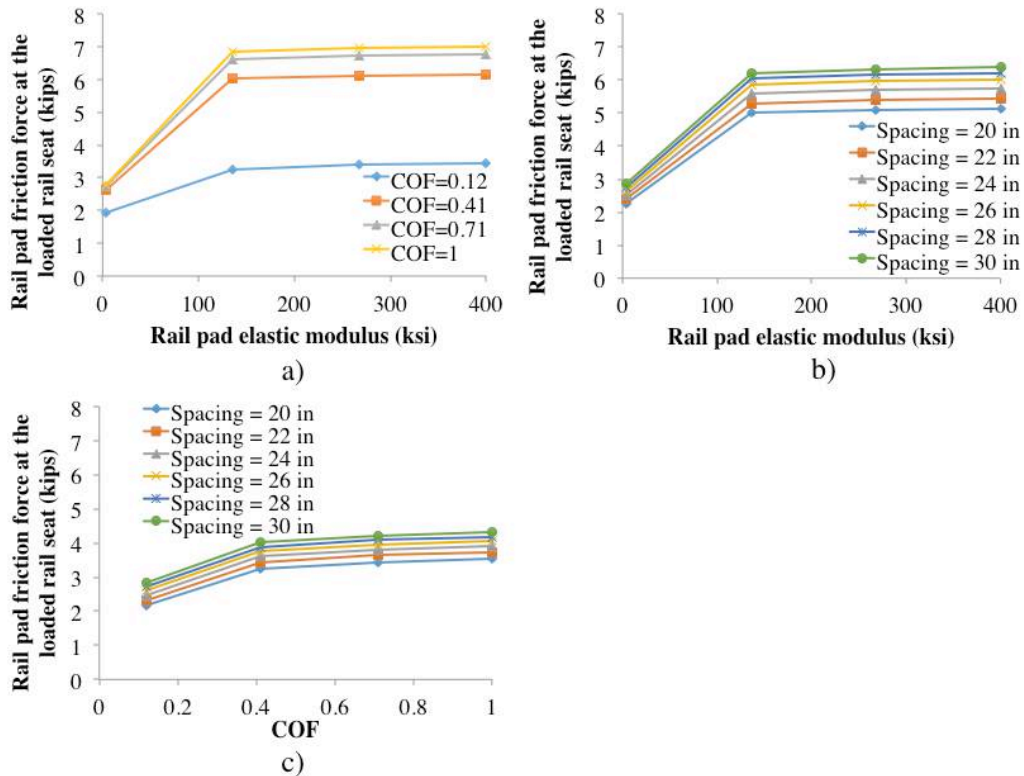 Rail pad friction force at the
loaded rail seat (kips)
8
7
6
5
4
3
2
1
0
COF=0.12
COF=0.41
COF=0.71
COF=1
0 100 200 300 400
Rail pad elastic modulus (ksi)
a)
Rail pad friction force at the
loaded rail seat (kips)
8
7
6
5
4
3
2
1
0
Spacing = 20 in
Spacing = 22 in
Spacing = 24 in
Spacing = 26 in
Spacing = 28 in
Spacing = 30 in
0 100 200 300 400
Rail pad elastic modulus (ksi)
b)
Rail pad friction force at the
loaded rail seat (kips)
8
7
6
5
4
3
2
1
0
Spacing = 20 in
Spacing = 22 in
Spacing = 24 in
Spacing = 26 in
Spacing = 28 in
Spacing = 30 in
0 0.2 0.4 0.6 0.8 1
COF
c)